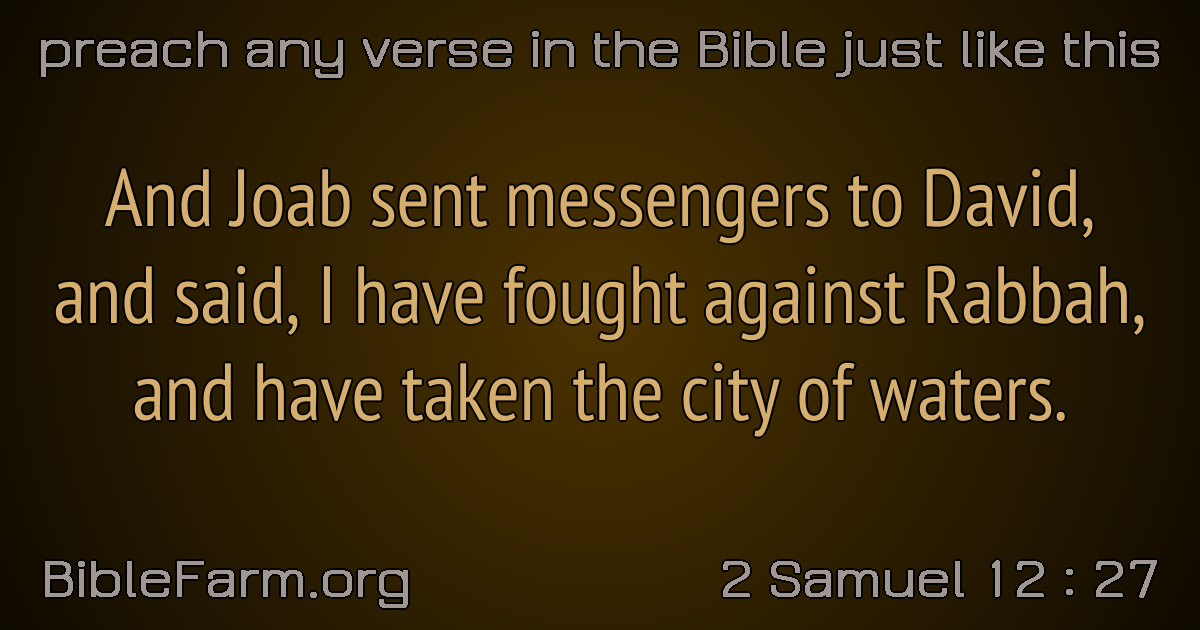 preach any verse in the Bible just like this
And Joab sent messengers to David,
and said, I have fought against Rabbah,
and have taken the city of waters.
BibleFarm.org
2 Samuel 12 : 27